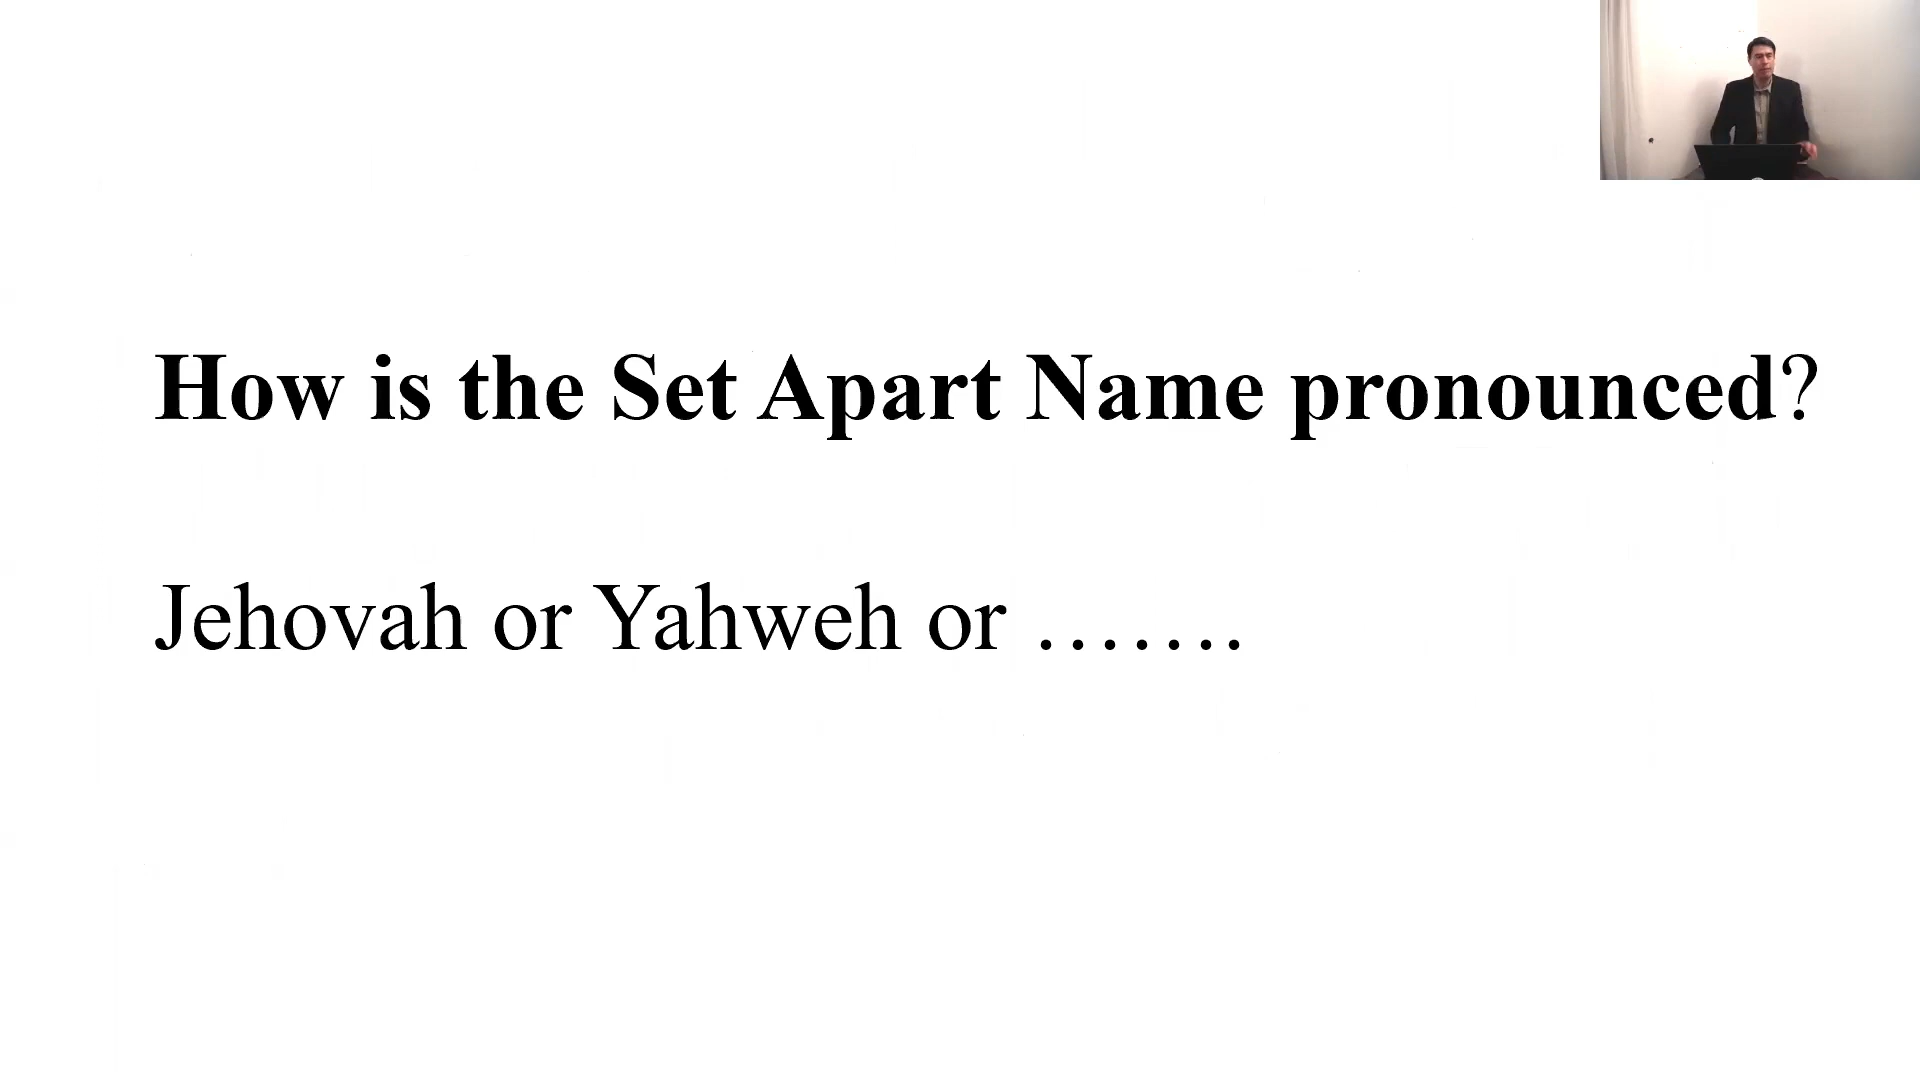 How is the Set Apart Name pronounced?
Jehovah or Yahweh or …….